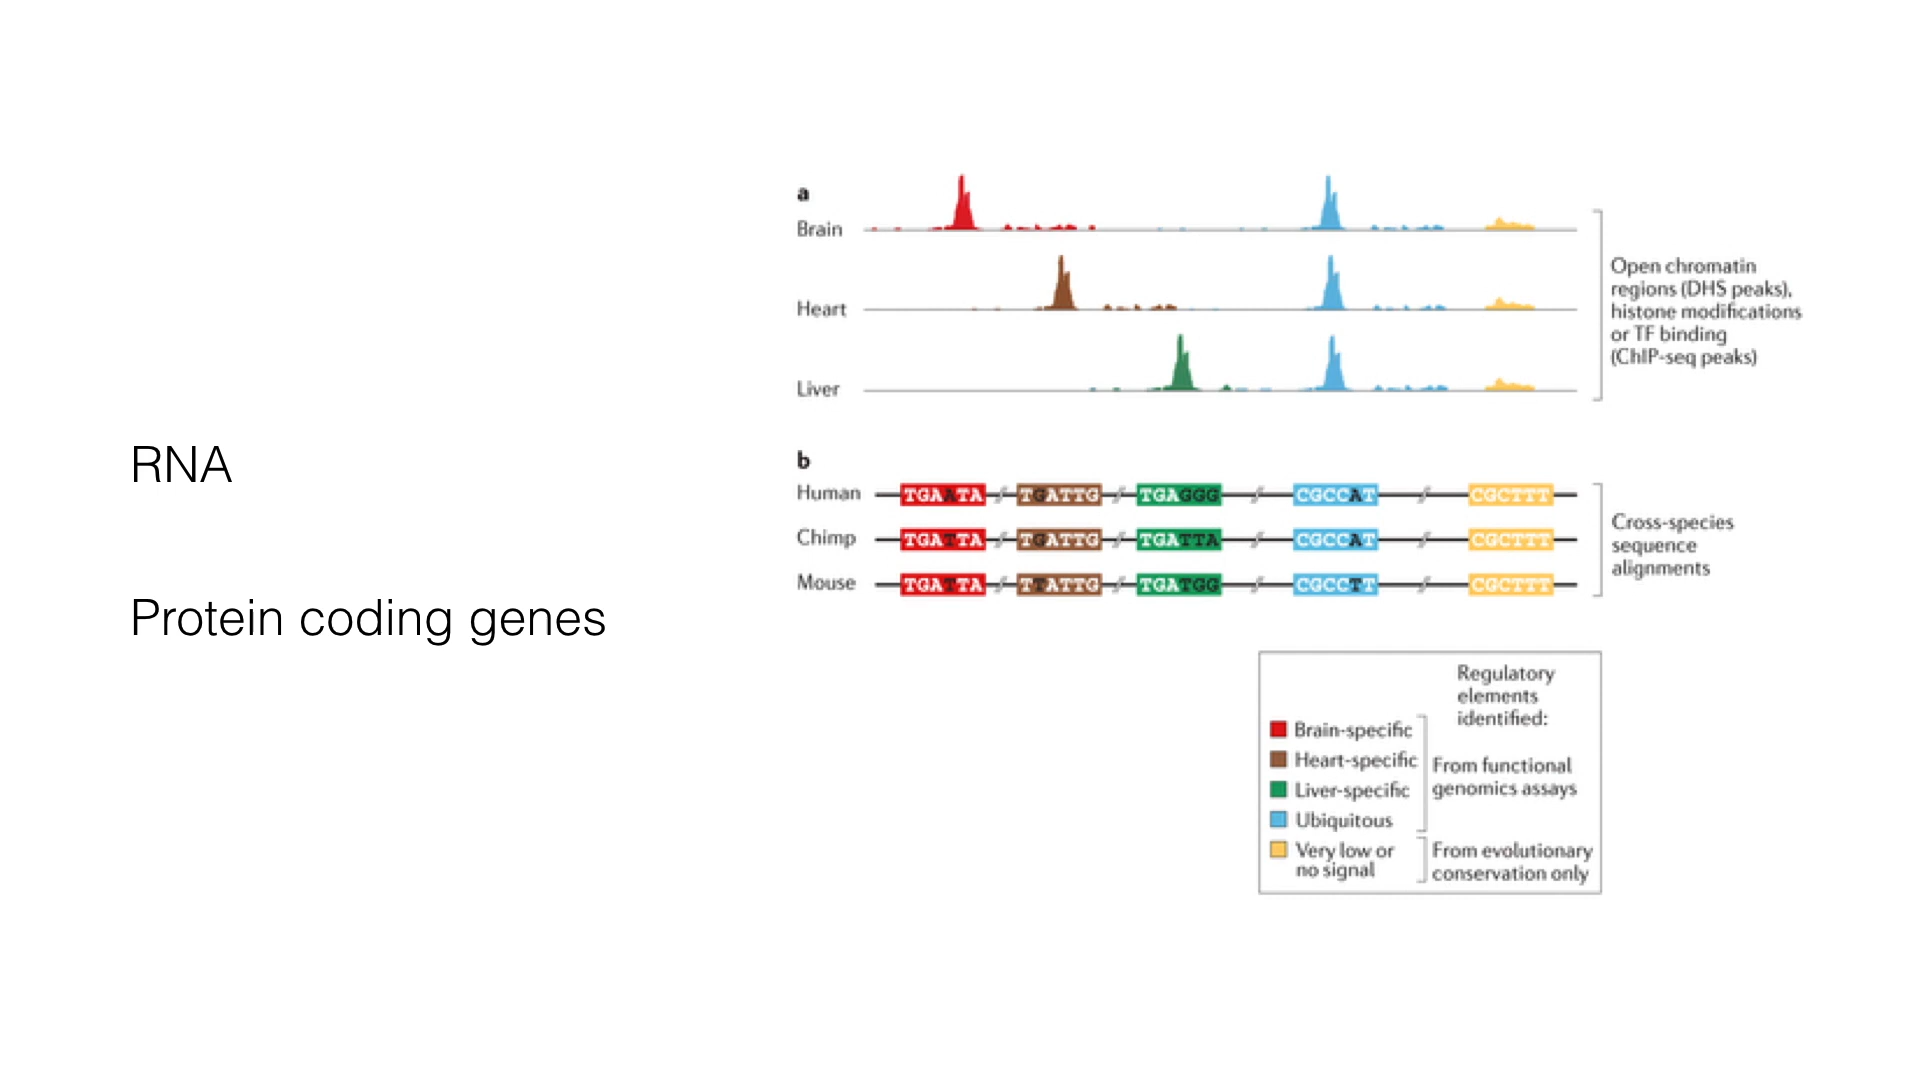 RNA
Protein coding genes
a
Brain
Heart
Liver
Open chromatin
regions (DHS peaks),
histone modifications
or TF binding
(ChIP-seq peaks)
b
Human TGAATA TGATTG TGAGGG CGCCAT CGCTTT
Chimp TGATTA TGATTG TGATTA CGCCAT CGCTTT
Mouse TGATTA TTATTG TGATGG CGCCTT CGCTTT
Cross-species
sequence
alignments
Regulatory
elements
identified:
Brain-specific
Heart-specific
Liver-specific
Ubiquitous
From functional
genomics assays
Very low or
no signal
From evolutionary
conservation only